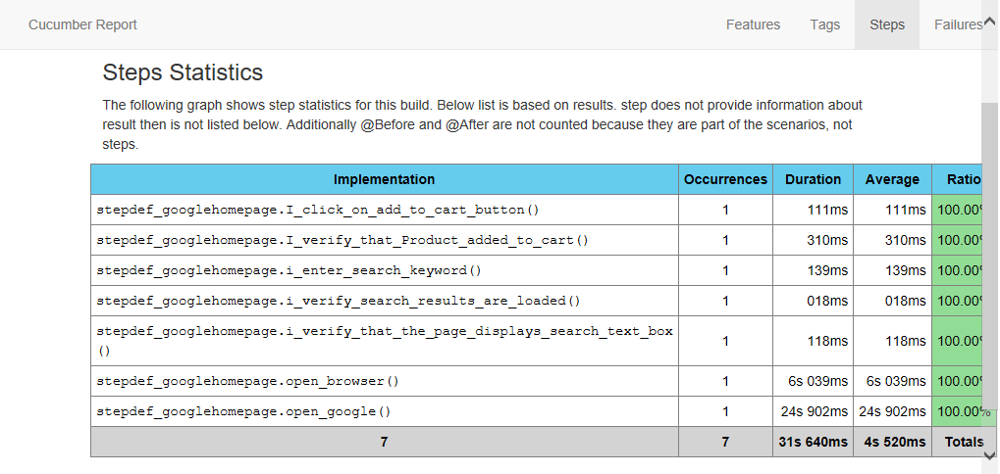 Cucumber Report Features Tags Steps Failures
Steps Statistics
The following graph shows step statistics for this build. Below list is based on results. step does not provide information about
result then is not listed below. Additionally @Before and @After are not counted because they are part of the scenarios, not
steps.
Implementation Occurrences Duration Average Ratio
stepdef_googlehomepage.I_click_on_add_to_cart_button() 1 111ms 111ms 100.00%
stepdef_googlehomepage.I_verify_that_Product_added_to_cart() 1 310ms 310ms 100.00%
stepdef_googlehomepage.i_enter_search_keyword() 1 139ms 139ms 100.00%
stepdef_googlehomepage.i_verify_search_results_are_loaded() 1 018ms 018ms 100.00%
stepdef_googlehomepage.i_verify_that_the_page_displays_search_text_box
() 1 118ms 118ms 100.00%
stepdef_googlehomepage.open_browser() 1 6s 039ms 6s 039ms 100.00%
stepdef_googlehomepage.open_google() 1 24s 902ms 24s 902ms 100.00%
7 7 31s 640ms 4s 520ms Totals